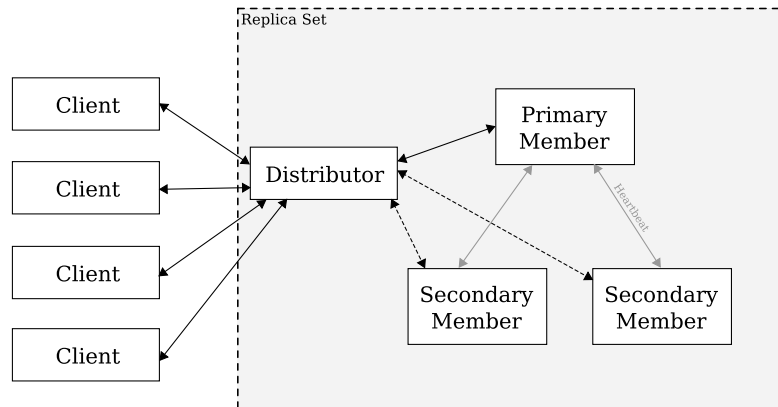 Replica Set
Client
Client
Client
Client
Distributor
Primary
Member
Heartbeat
Secondary
Member
Secondary
Member